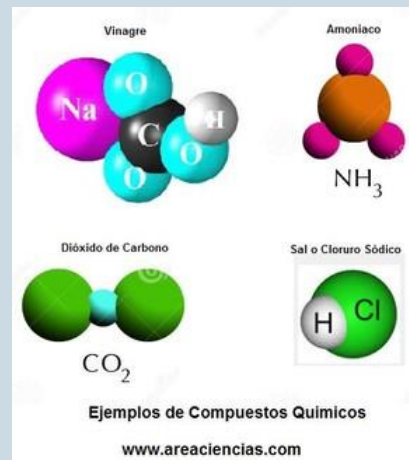 Vinagre
Amoniaco
Na
O
C
H
O
O
NH₃
Dióxido de Carbono
Sal o Cloruro Sódico
H
Cl
CO₂
Ejemplos de Compuestos Quimicos
www.areaciencias.com